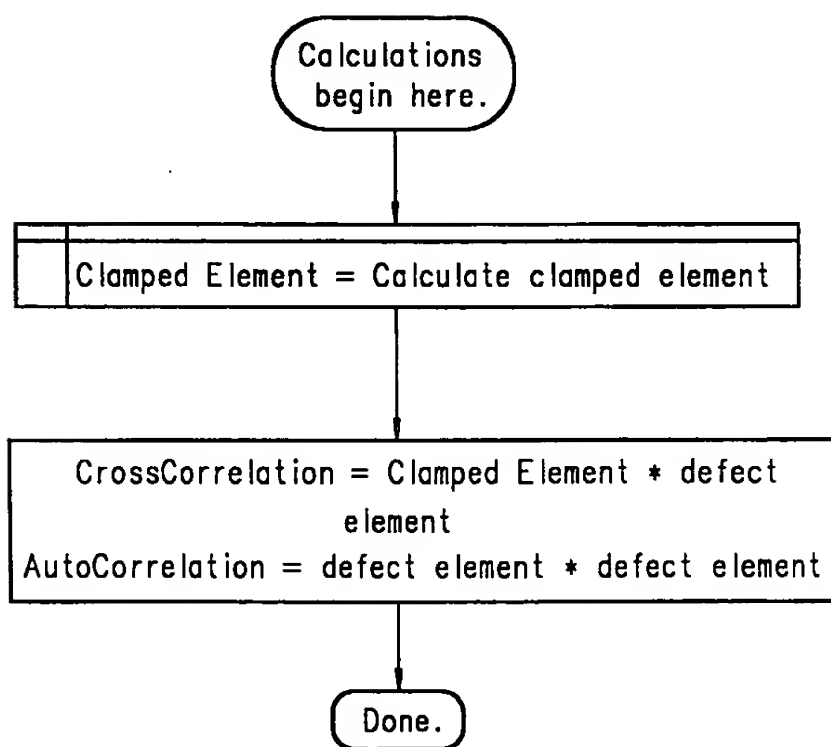 Calculations
begin here.
Clamped Element = Calculate clamped element
CrossCorrelation = Clamped Element * defect
element
AutoCorrelation = defect element * defect element
Done.